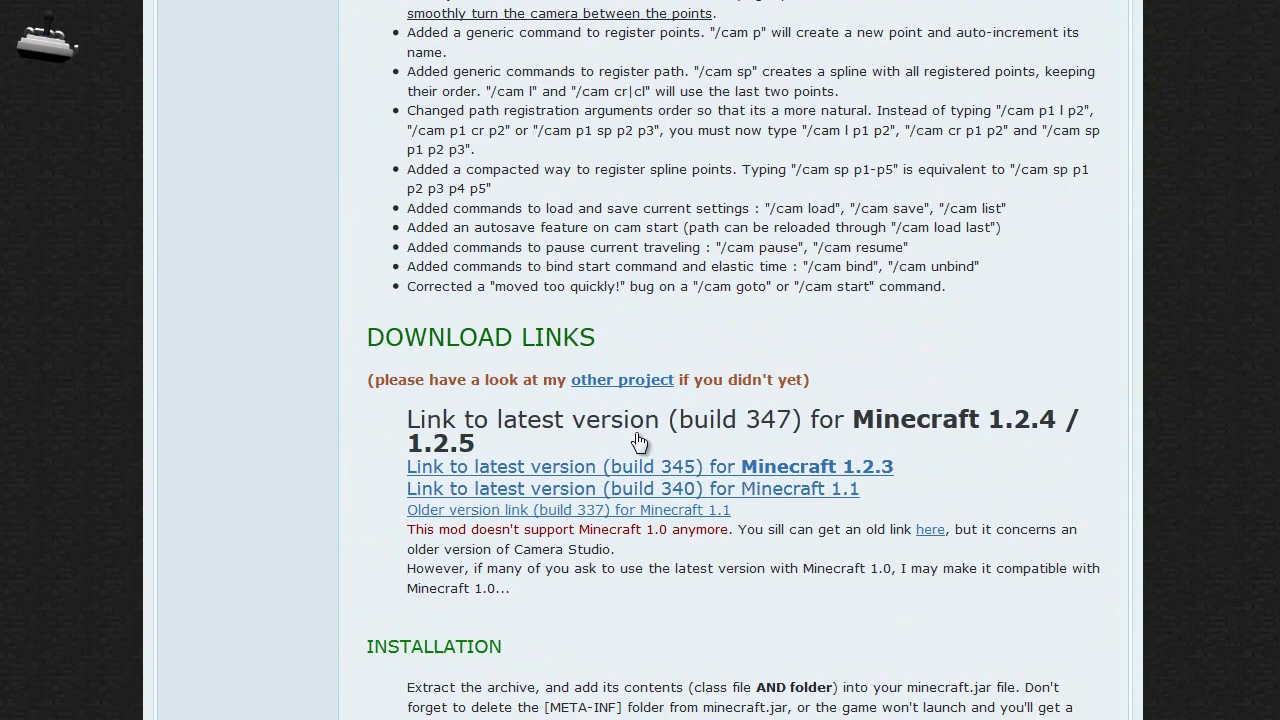 smoothly turn the camera between the points.
Added a generic command to register points. "/cam p" will create a new point and auto-increment its
name.
Added generic commands to register path. "/cam sp" creates a spline with all registered points, keeping
their order. "/cam l" and "/cam cr|cl" will use the last two points.
Changed path registration arguments order so that its a more natural. Instead of typing "/cam p1 l p2",
"/cam p1 cr p2" or "/cam p1 sp p2 p3", you must now type "/cam l p1 p2", "/cam cr p1 p2" and "/cam sp
p1 p2 p3".
Added a compacted way to register spline points. Typing "/cam sp p1-p5" is equivalent to "/cam sp p1
p2 p3 p4 p5"
Added commands to load and save current settings : "/cam load", "/cam save", "/cam list"
Added an autosave feature on cam start (path can be reloaded through "/cam load last")
Added commands to pause current traveling : "/cam pause", "/cam resume"
Added commands to bind start command and elastic time : "/cam bind", "/cam unbind"
Corrected a "moved too quickly!" bug on a "/cam goto" or "/cam start" command.
DOWNLOAD LINKS
(please have a look at my other project if you didn't yet)
Link to latest version (build 347) for Minecraft 1.2.4 /
1.2.5
Link to latest version (build 345) for Minecraft 1.2.3
Link to latest version (build 340) for Minecraft 1.1
Older version link (build 337) for Minecraft 1.1
This mod doesn't support Minecraft 1.0 anymore. You sill can get an old link here, but it concerns an
older version of Camera Studio.
However, if many of you ask to use the latest version with Minecraft 1.0, I may make it compatible with
Minecraft 1.0...
INSTALLATION
Extract the archive, and add its contents (class file AND folder) into your minecraft.jar file. Don't
forget to delete the [META-INF] folder from minecraft.jar, or the game won't launch and you'll get a